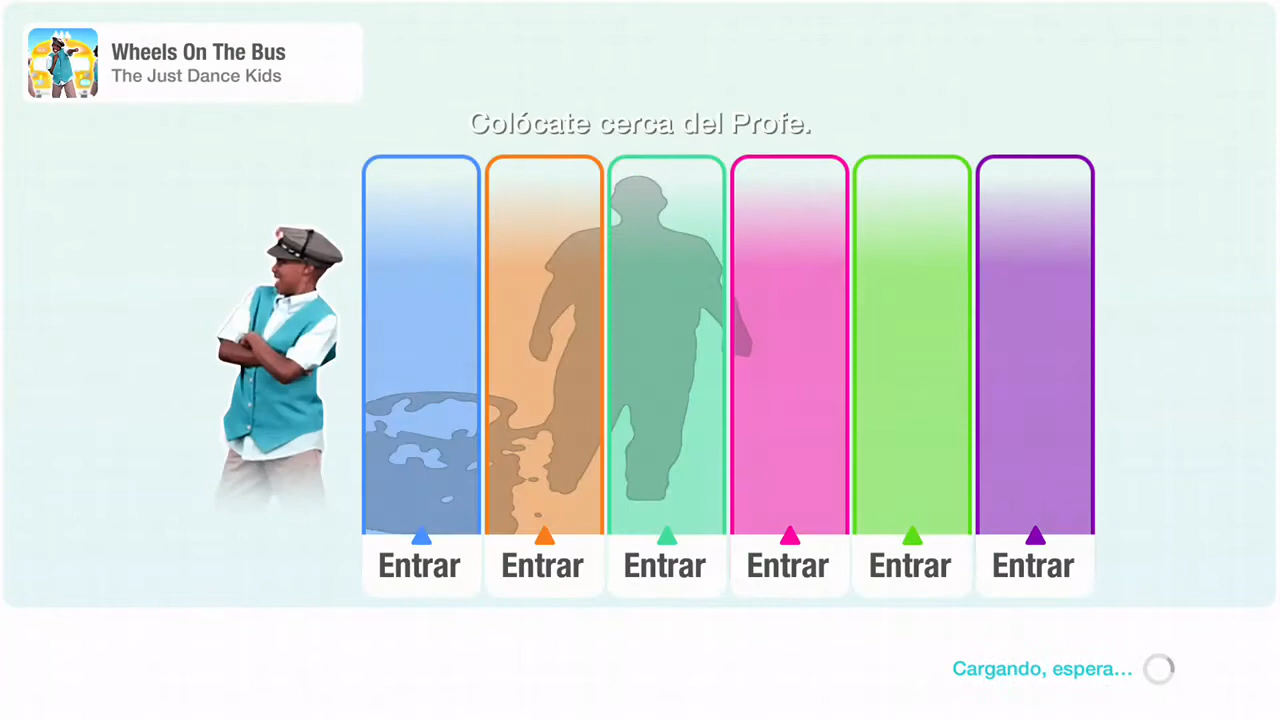 Wheels On The Bus
The Just Dance Kids
Colócate cerca del Profe.
Entrar Entrar Entrar Entrar Entrar Entrar
Cargando, espera...